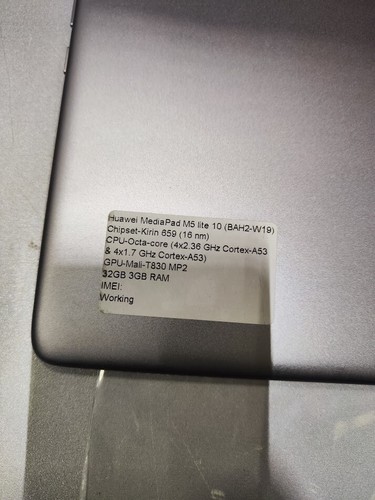 Huawei MediaPad M5 lite 10 (BAH2-W19)
Chipset-Kirin 659 (16 nm)
CPU-Octa-core (4x2.36 GHz Cortex-A53
& 4x1.7 GHz Cortex-A53)
GPU-Mali-T830 MP2
32GB 3GB RAM
IMEI:
Working